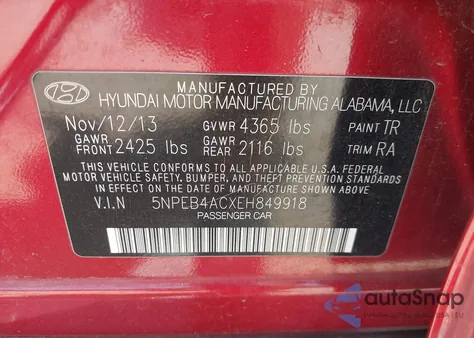 MANUFACTURED BY
HYUNDAI MOTOR MANUFACTURING ALABAMA, LLC
Nov/12/13 GVWR 4365 lbs PAINT TR
GAWR FRONT 2425 lbs GAWR REAR 2116 lbs TRIM RA
THIS VEHICLE CONFORMS TO ALL APPLICABLE U.S.A. FEDERAL
MOTOR VEHICLE SAFETY, BUMPER, AND THEFT PREVENTION
STANDARDS IN EFFECT ON THE DATE OF MANUFACTURE SHOWN ABOVE
V.I.N 5NPEB4ACXEH849918
PASSENGER CAR
autoSnap